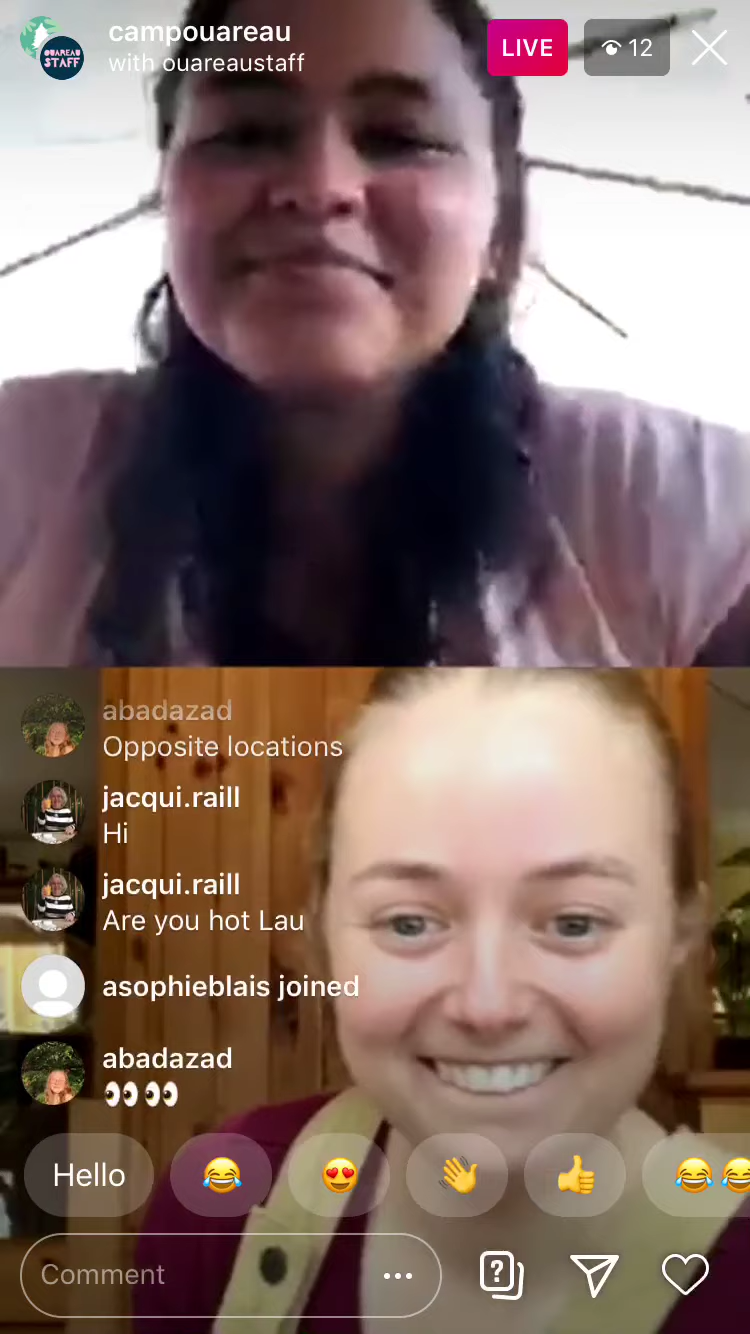 campouareau
with ouareaustaff
LIVE
12
OUAREAU
STAFF
abadazad
Opposite locations
jacqui.raill
Hi
jacqui.raill
Are you hot Lau
asophieblais joined
abadazad
👀👀
Hello
😂
😍
👋
👍
😂😂
Comment